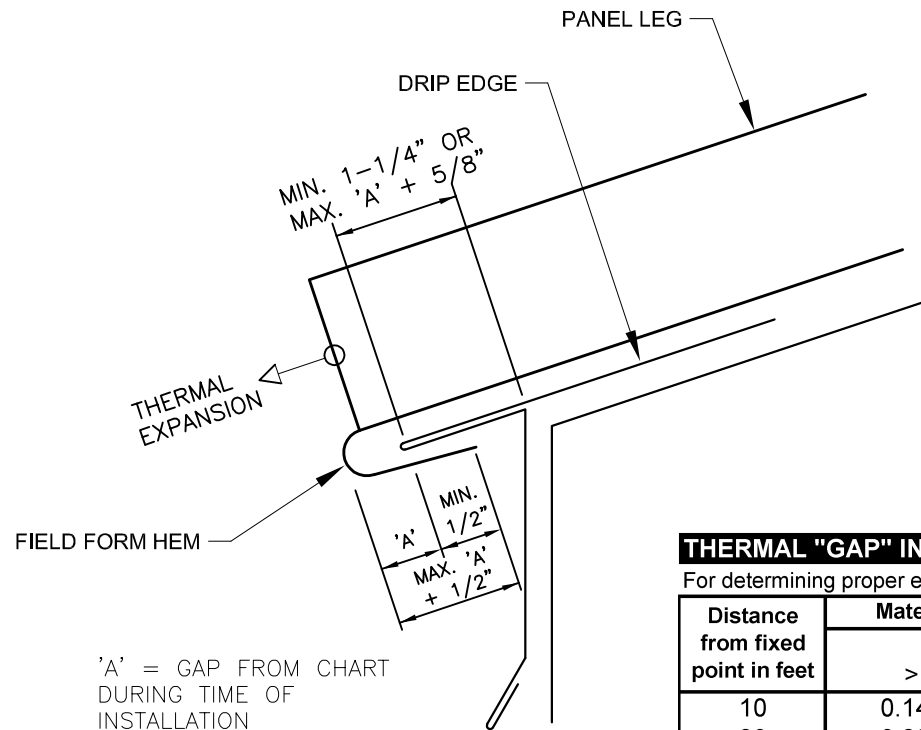 PANEL LEG
DRIP EDGE
MIN. 1-1/4" OR
MAX. 'A' + 5/8"
THERMAL
EXPANSION
FIELD FORM HEM
'A'
MIN.
1/2"
MAX. 'A'
+ 1/2"
'A' = GAP FROM CHART
DURING TIME OF
INSTALLATION
THERMAL "GAP" IN
For determining proper e
Distance
from fixed
point in feet
Mate
>
10
0.14